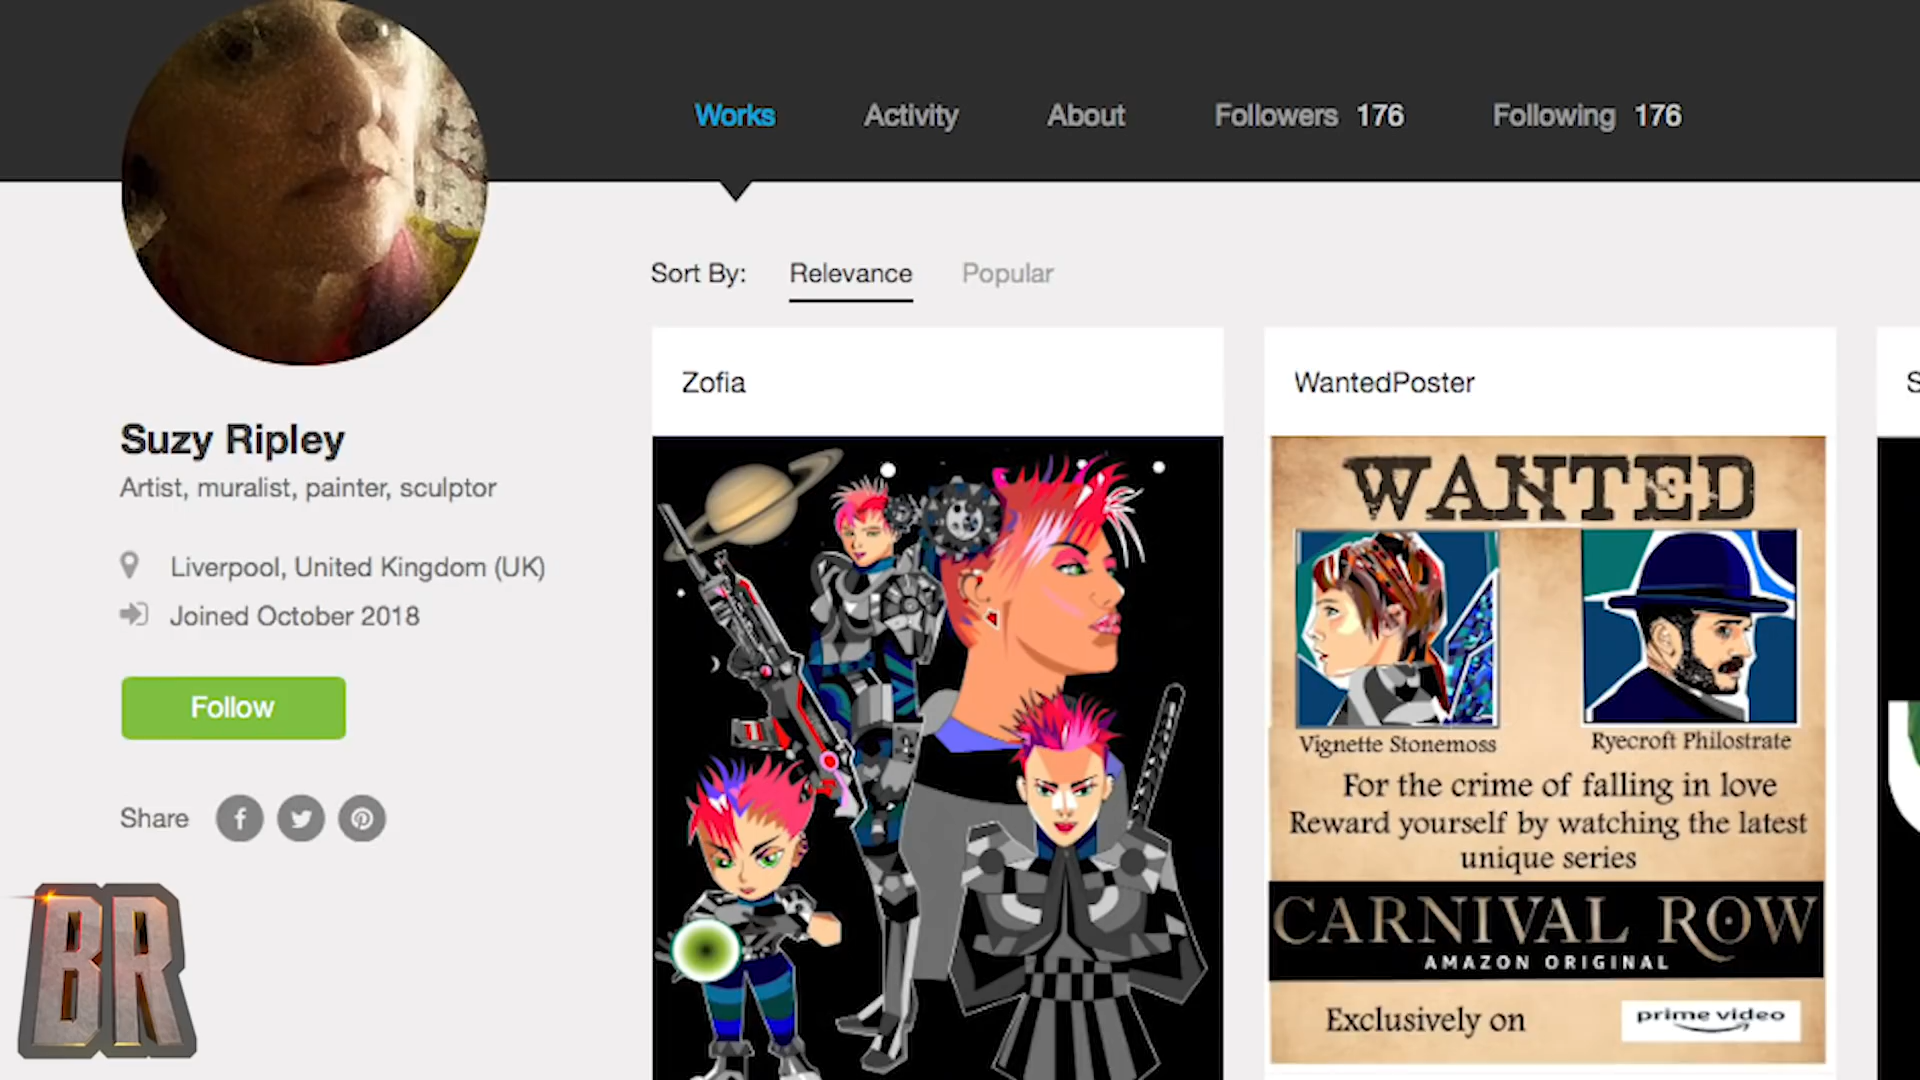 Works Activity About Followers 176 Following 176
Sort By: Relevance Popular
Suzy Ripley
Artist, muralist, painter, sculptor
Liverpool, United Kingdom (UK)
Joined October 2018
Follow
Share
BR
Zofia
WantedPoster
S
WANTED
Vignette Stonemoss
Ryecroft Philostrate
For the crime of falling in love
Reward yourself by watching the latest
unique series
CARNIVAL ROW
AMAZON ORIGINAL
Exclusively on
prime video